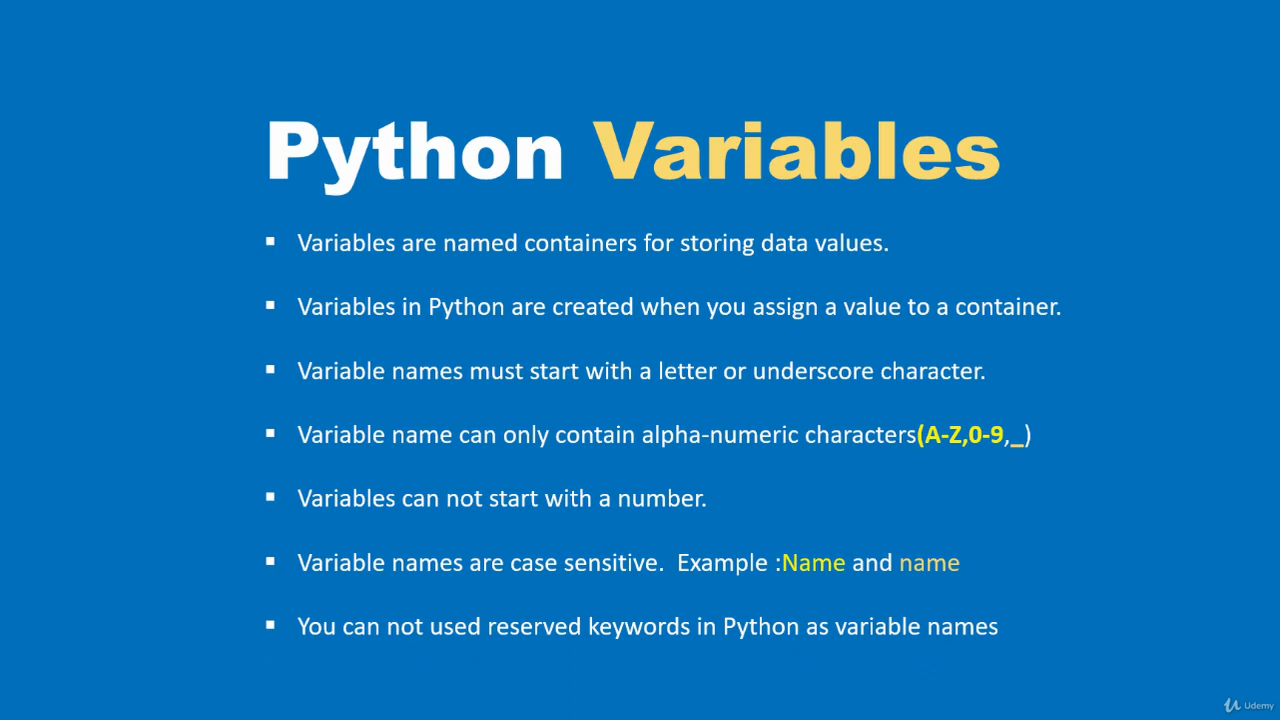 Python Variables
▪ Variables are named containers for storing data values.
▪ Variables in Python are created when you assign a value to a container.
▪ Variable names must start with a letter or underscore character.
▪ Variable name can only contain alpha-numeric characters(A-Z,0-9,_)
▪ Variables can not start with a number.
▪ Variable names are case sensitive.  Example :Name and name
▪ You can not used reserved keywords in Python as variable names
Udemy